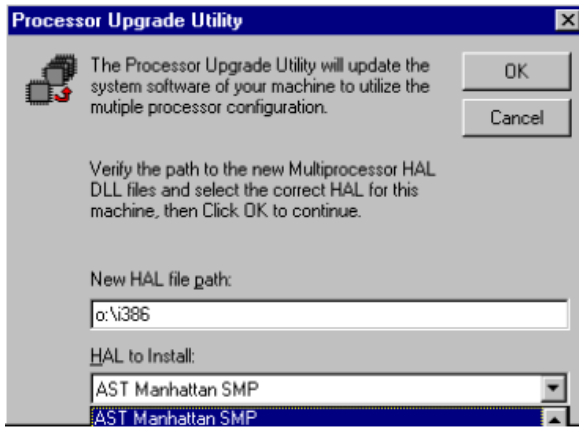 Processor Upgrade Utility
The Processor Upgrade Utility will update the
system software of your machine to utilize the
mutiple processor configuration.
OK
Cancel
Verify the path to the new Multiprocessor HAL
DLL files and select the correct HAL for this
machine, then Click OK to continue.
New HAL file path:
o:\i386
HAL to Install:
AST Manhattan SMP
AST Manhattan SMP